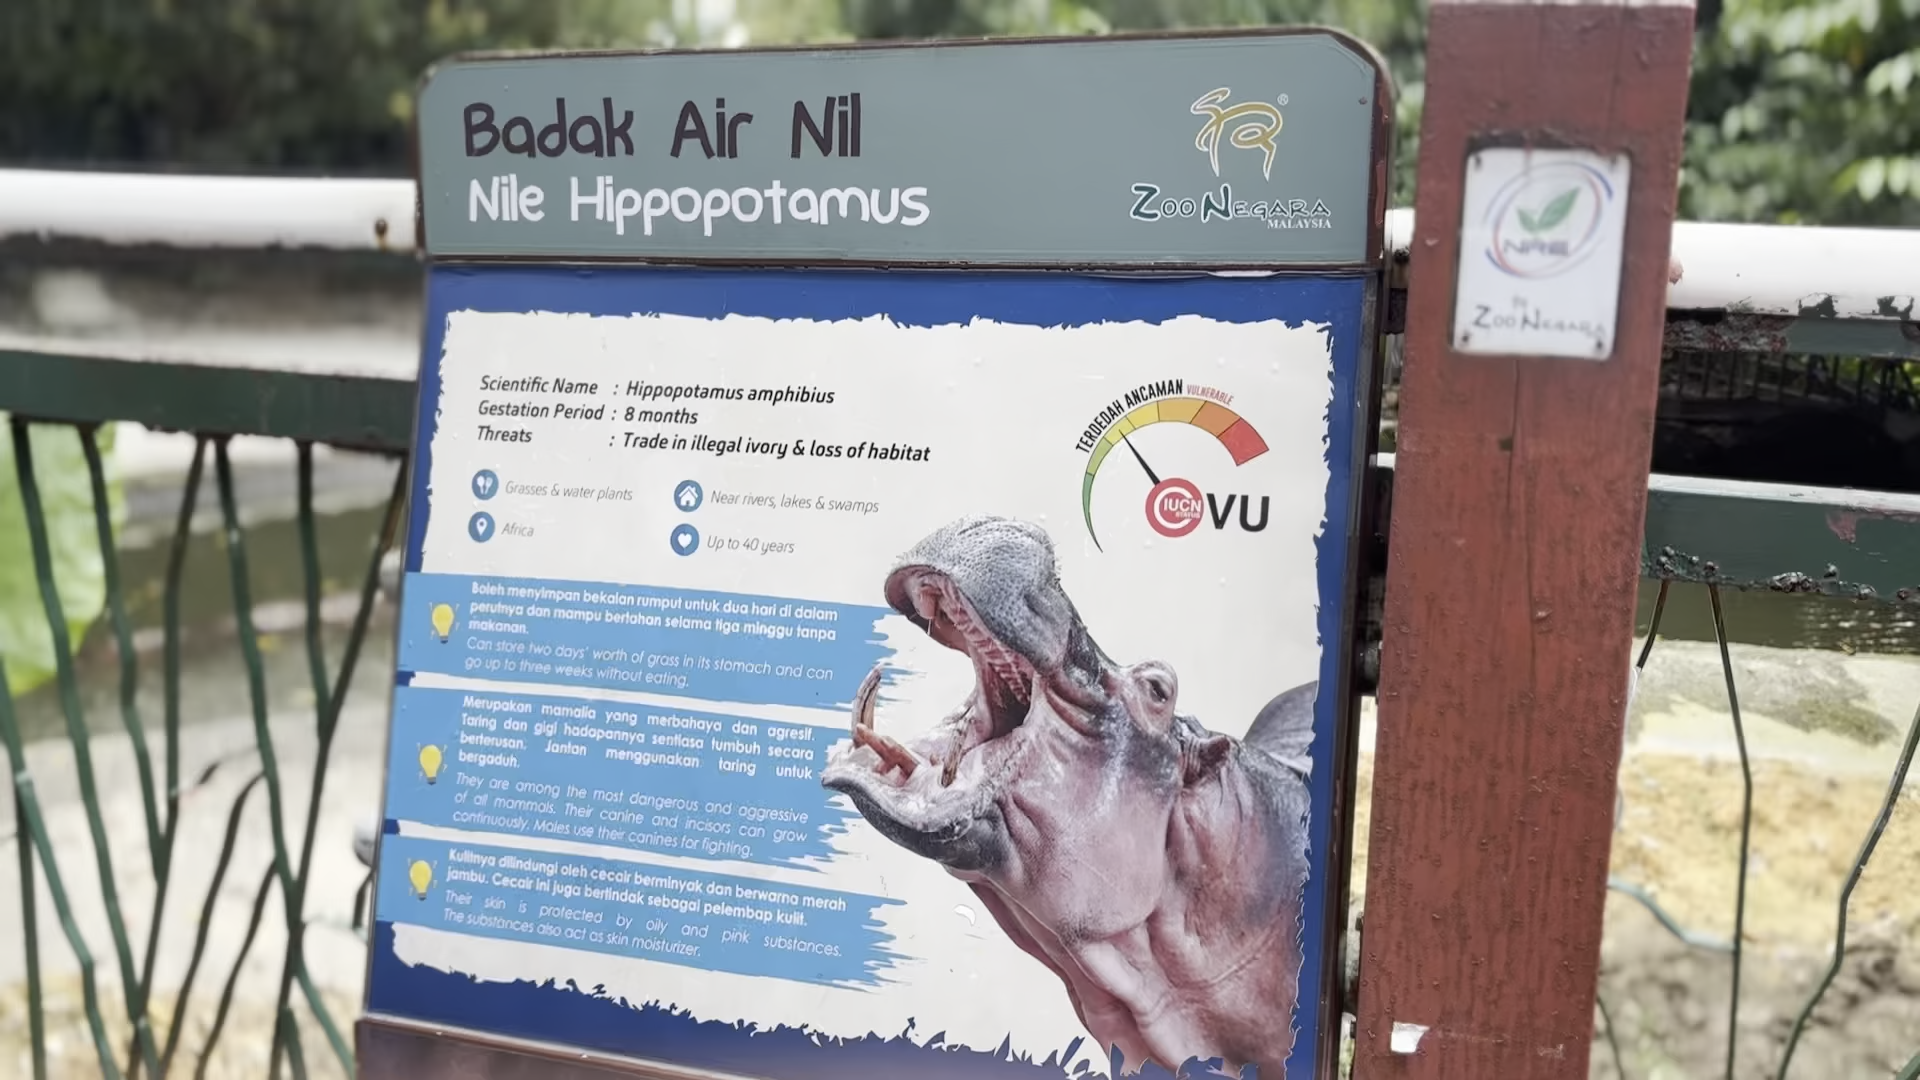 Badak Air Nil
Nile Hippopotamus
ZOO NEGARA
MALAYSIA
NRE
ZOO NEGARA
Scientific Name : Hippopotamus amphibius
Gestation Period : 8 months
Threats : Trade in illegal ivory & loss of habitat
TERDEDAH ANCAMAN VULNERABLE
IUCN
STATUS
VU
Grasses & water plants
Near rivers, lakes & swamps
Africa
Up to 40 years
Boleh menyimpan bekalan rumput untuk dua hari di dalam
perutnya dan mampu bertahan selama tiga minggu tanpa
makanan.
Can store two days' worth of grass in its stomach and can
go up to three weeks without eating.
Merupakan mamalia yang merbahaya dan agresif.
Taring dan gigi hadapannya sentiasa tumbuh secara
berterusan. Jantan menggunakan taring untuk
bergaduh.
They are among the most dangerous and aggressive
of all mammals. Their canine and incisors can grow
continuously. Males use their canines for fighting.
Kulitnya dilindungi oleh cecair berminyak dan berwarna merah
jambu. Cecair ini juga bertindak sebagai pelembap kulit.
Their skin is protected by oily and pink substances.
The substances also act as skin moisturizer.